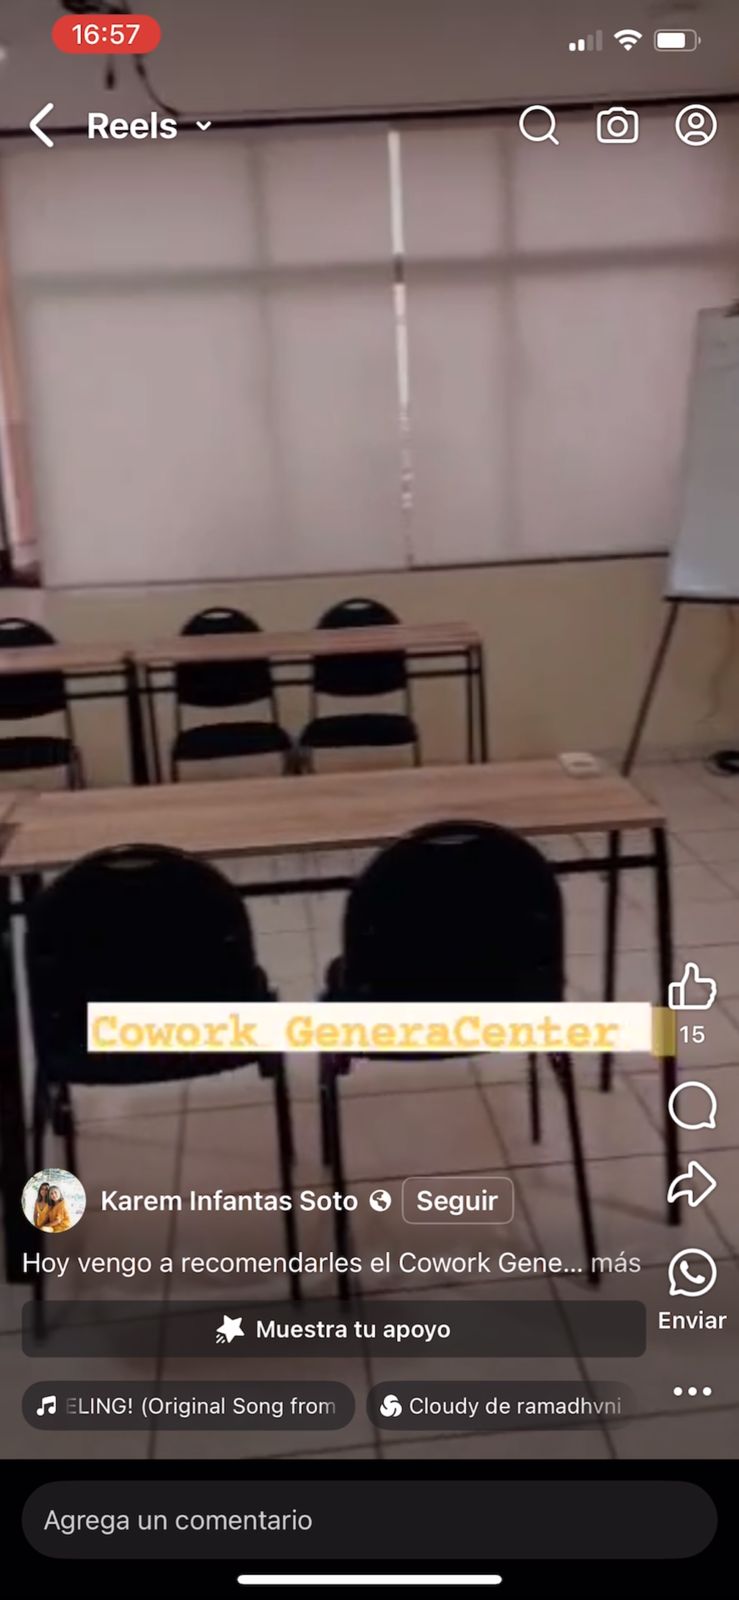 16:57
Reels
Cowork GeneraCenter
15
Karem Infantas Soto
Seguir
Hoy vengo a recomendarles el Cowork Gene... más
Muestra tu apoyo
Enviar
ELING! (Original Song from
Cloudy de ramadhvni
Agrega un comentario